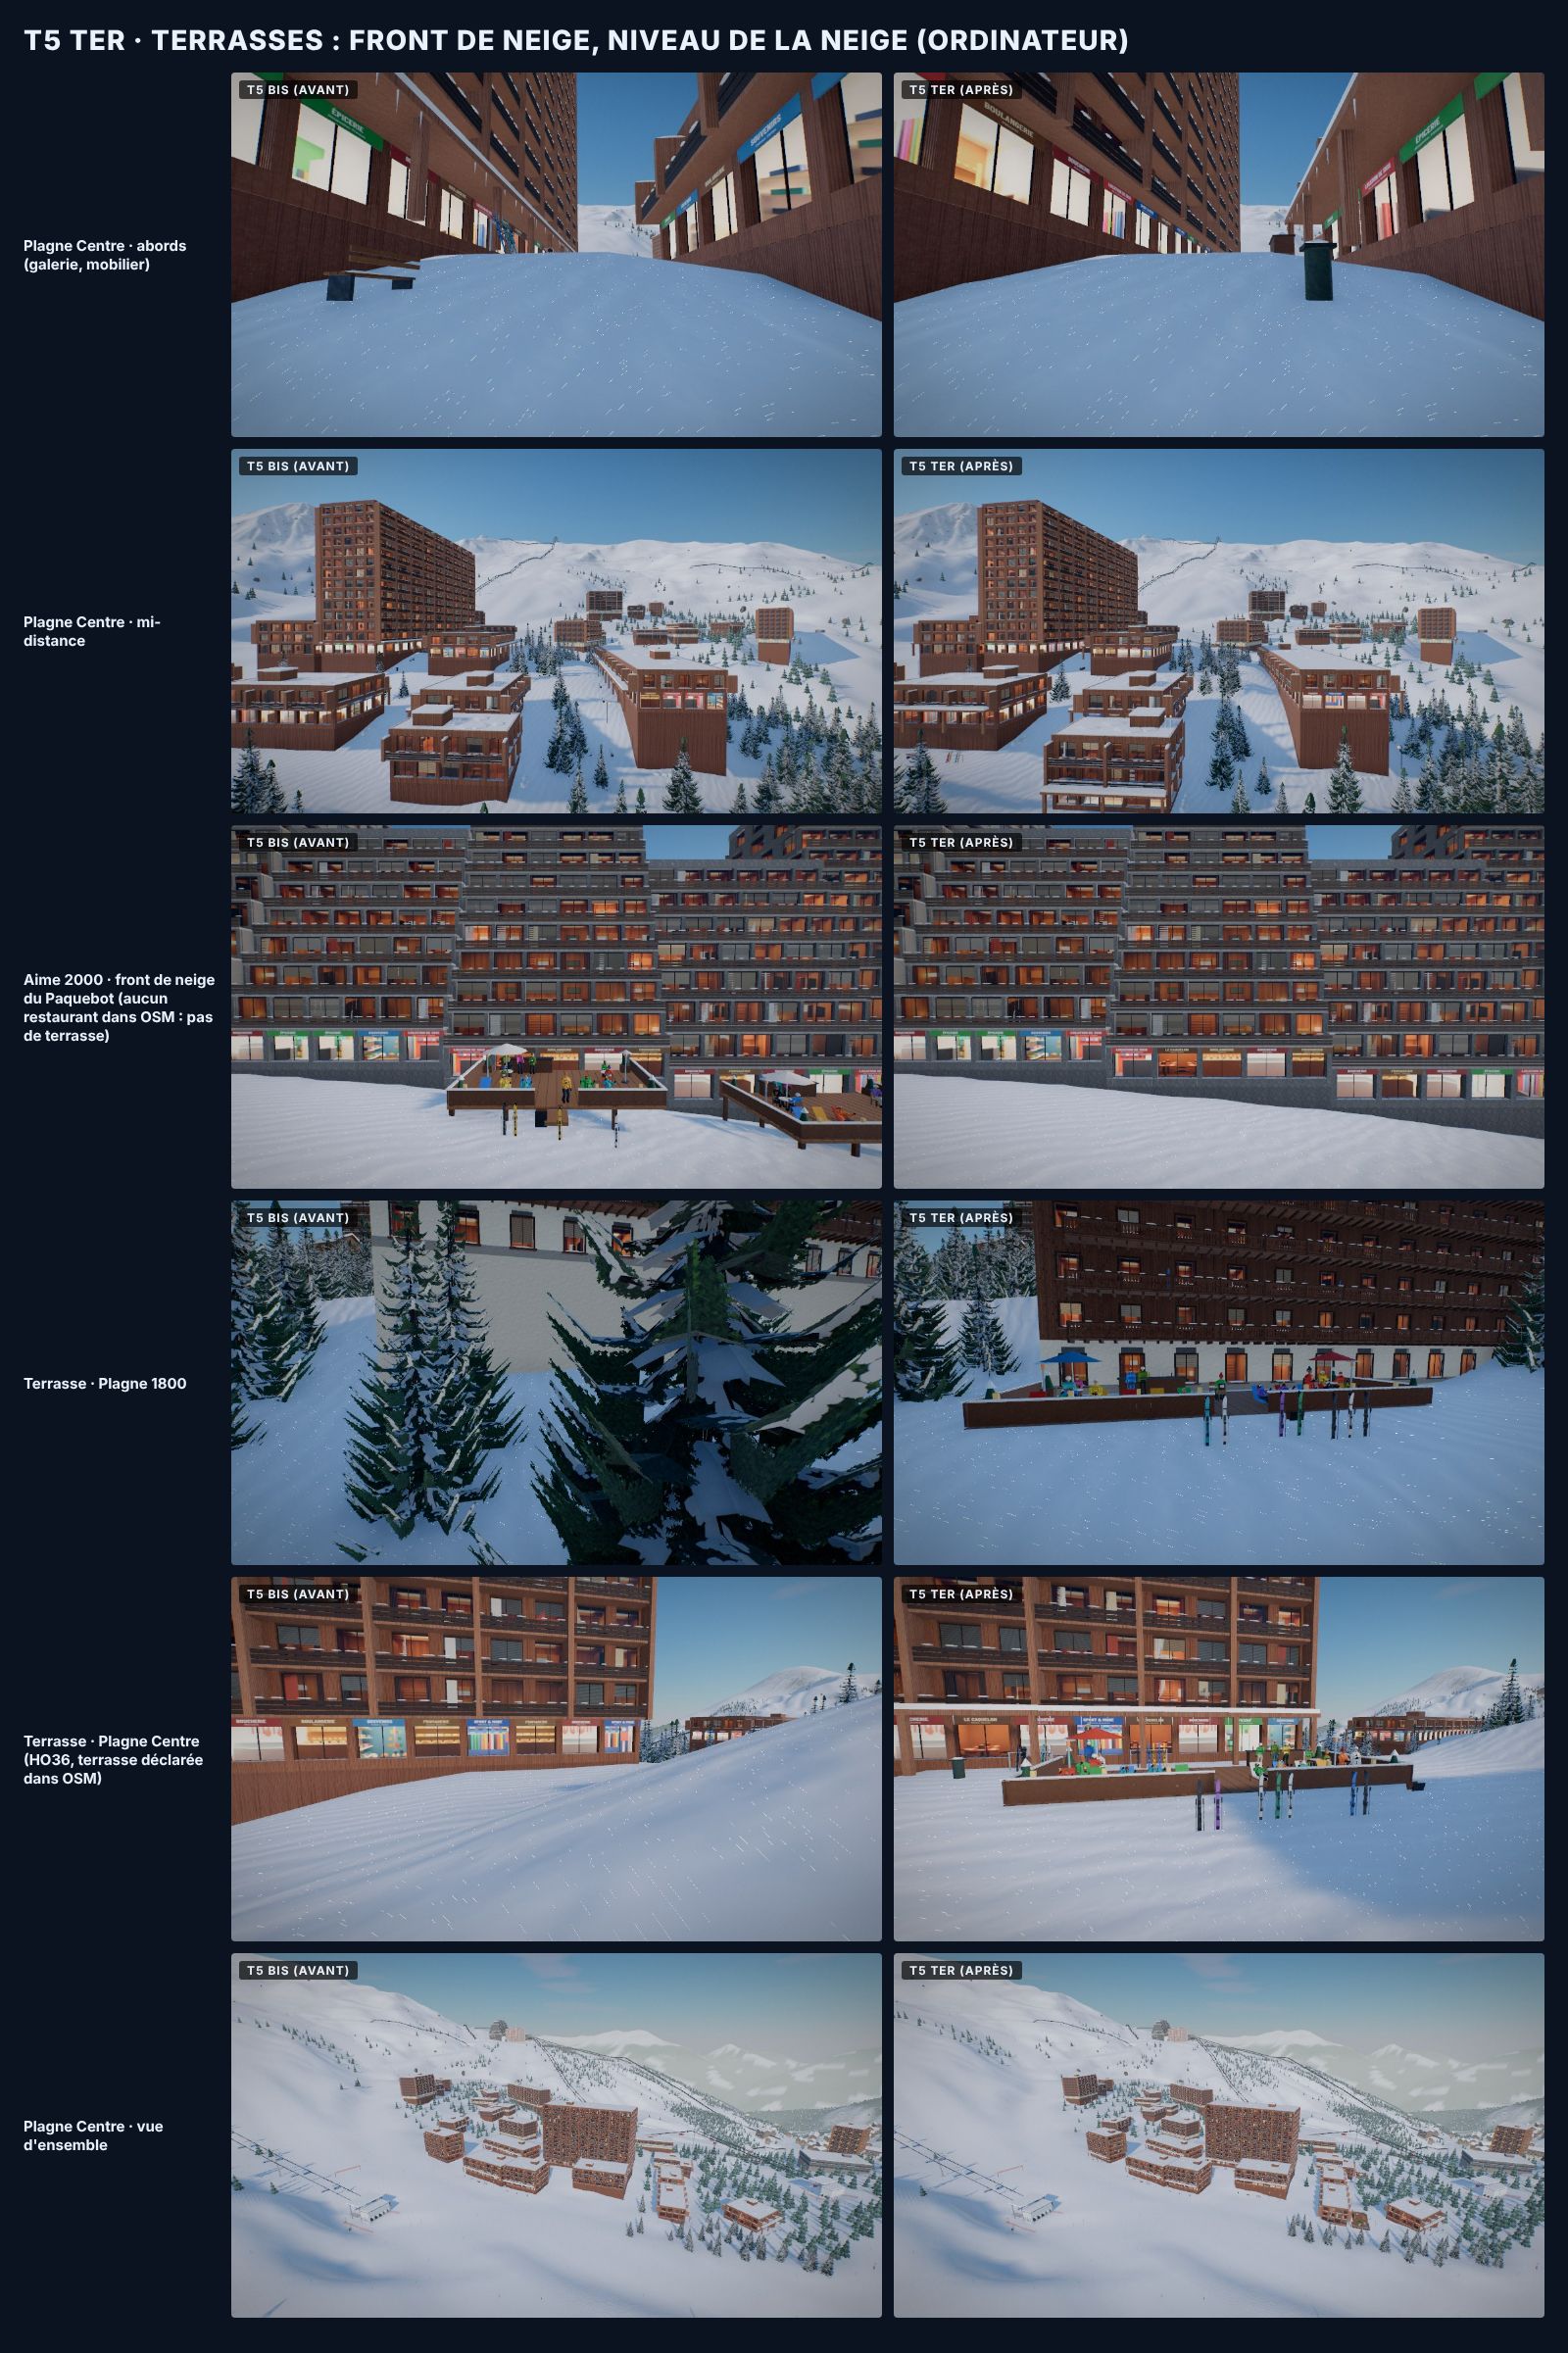 T5 TER · TERRASSES : FRONT DE NEIGE, NIVEAU DE LA NEIGE (ORDINATEUR)
Plagne Centre · abords
(galerie, mobilier)
T5 BIS (AVANT)
ÉPICERIE
SOUVENIRS
T5 TER (APRÈS)
BOULANGERIE
ÉPICERIE
Plagne Centre · mi-
distance
T5 BIS (AVANT)
T5 TER (APRÈS)
Aime 2000 · front de neige
du Paquebot (aucun
restaurant dans OSM : pas
de terrasse)
T5 BIS (AVANT)
T5 TER (APRÈS)
Terrasse · Plagne 1800
T5 BIS (AVANT)
T5 TER (APRÈS)
Terrasse · Plagne Centre
(HO36, terrasse déclarée
dans OSM)
T5 BIS (AVANT)
T5 TER (APRÈS)
Plagne Centre · vue
d'ensemble
T5 BIS (AVANT)
T5 TER (APRÈS)